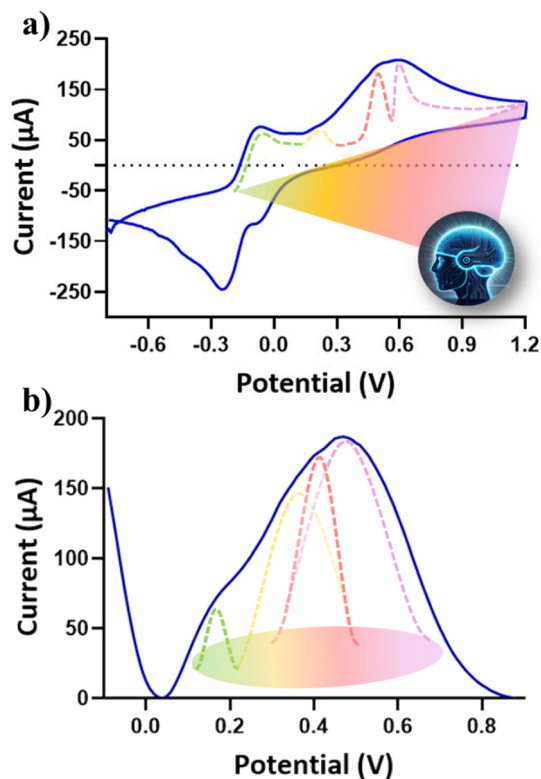 a)
250
150
50
-50
-150
-250
Current (µA)
-0.6 -0.3 0.0 0.3 0.6 0.9 1.2
Potential (V)
b)
200
150
100
50
0
Current (µA)
0.0 0.2 0.4 0.6 0.8
Potential (V)